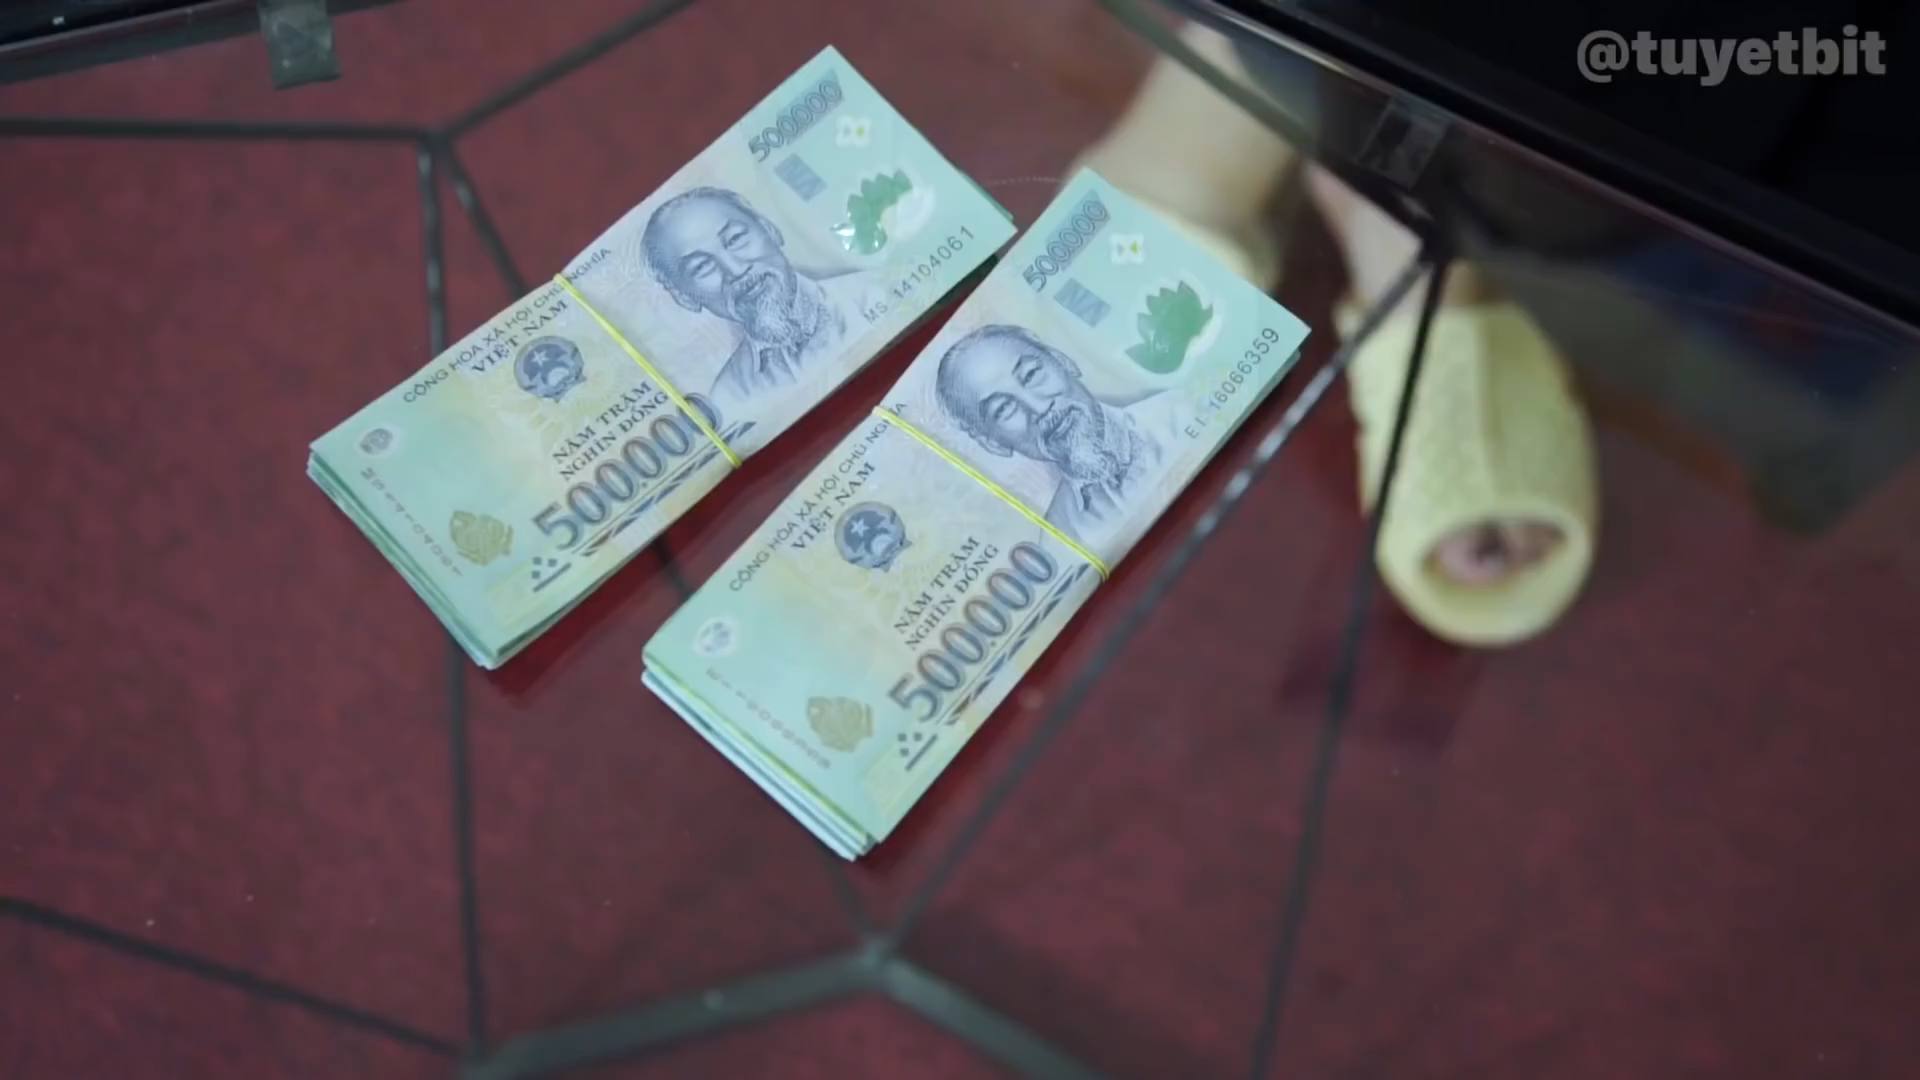 @tuyetbit
500000
CỘNG HÒA XÃ HỘI CHỦ NGHĨA
VIỆT NAM
MS 14104061
NĂM TRĂM
NGHÌN ĐỒNG
500000
500000
CỘNG HÒA XÃ HỘI CHỦ NGHĨA
VIỆT NAM
EI 16066359
NĂM TRĂM
NGHÌN ĐỒNG
500000